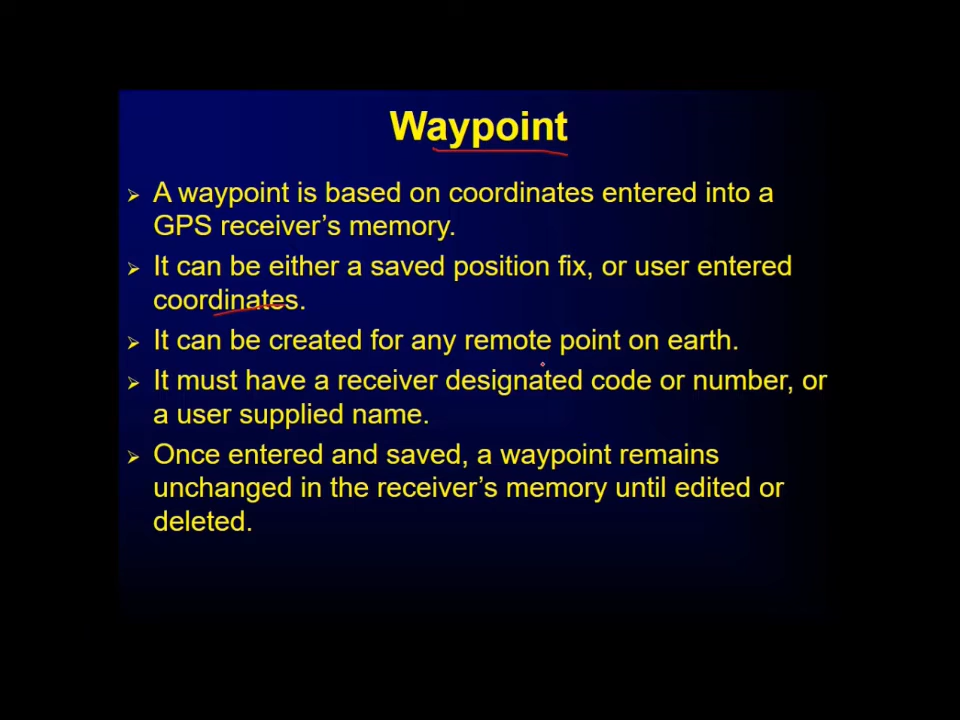 Waypoint
➢ A waypoint is based on coordinates entered into a
GPS receiver’s memory.
➢ It can be either a saved position fix, or user entered
coordinates.
➢ It can be created for any remote point on earth.
➢ It must have a receiver designated code or number, or
a user supplied name.
➢ Once entered and saved, a waypoint remains
unchanged in the receiver’s memory until edited or
deleted.